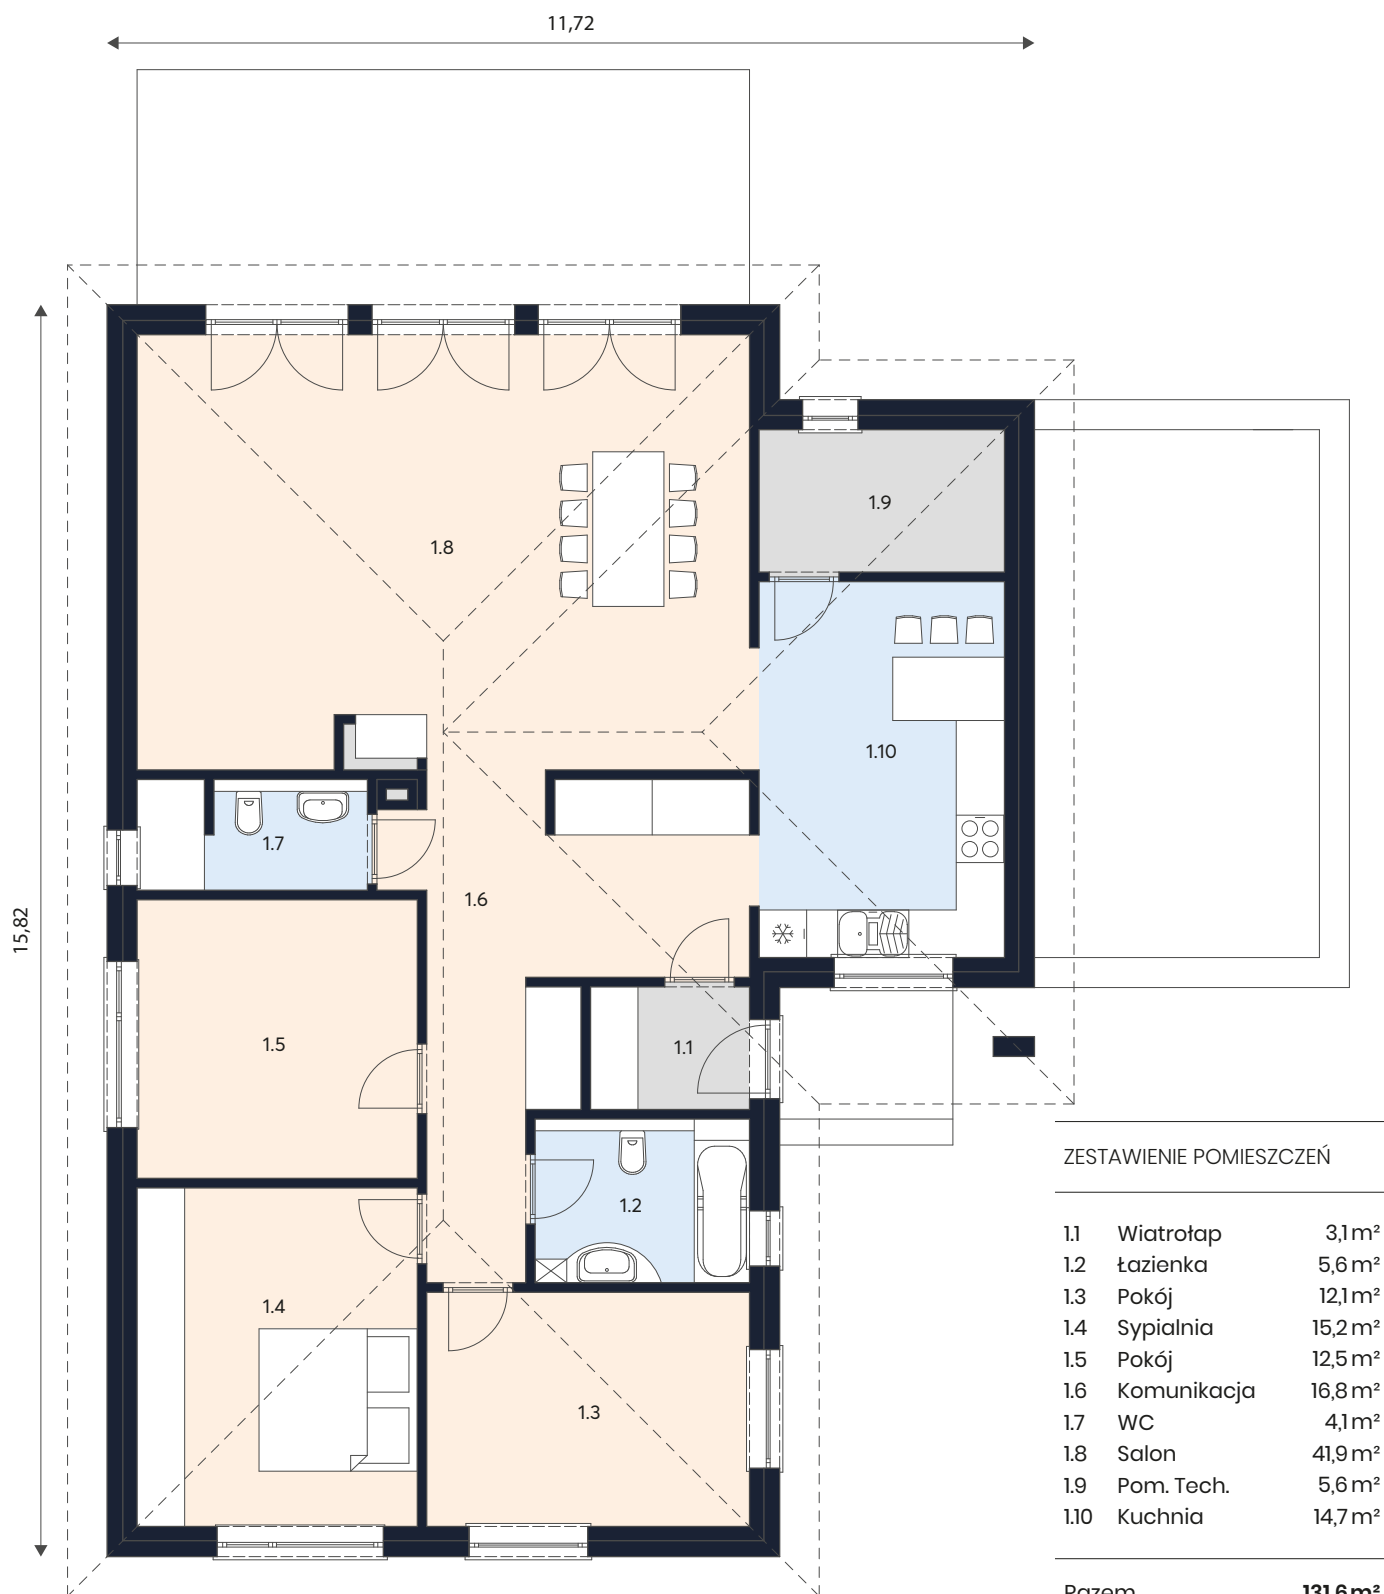 11,72
15,82
1.8
1.9
1.10
1.7
1.6
1.5
1.1
1.2
1.4
1.3
ZESTAWIENIE POMIESZCZEŃ
1.1 Wiatrołap 3,1 m²
1.2 Łazienka 5,6 m²
1.3 Pokój 12,1 m²
1.4 Sypialnia 15,2 m²
1.5 Pokój 12,5 m²
1.6 Komunikacja 16,8 m²
1.7 WC 4,1 m²
1.8 Salon 41,9 m²
1.9 Pom. Tech. 5,6 m²
1.10 Kuchnia 14,7 m²
Razem 131,6 m²